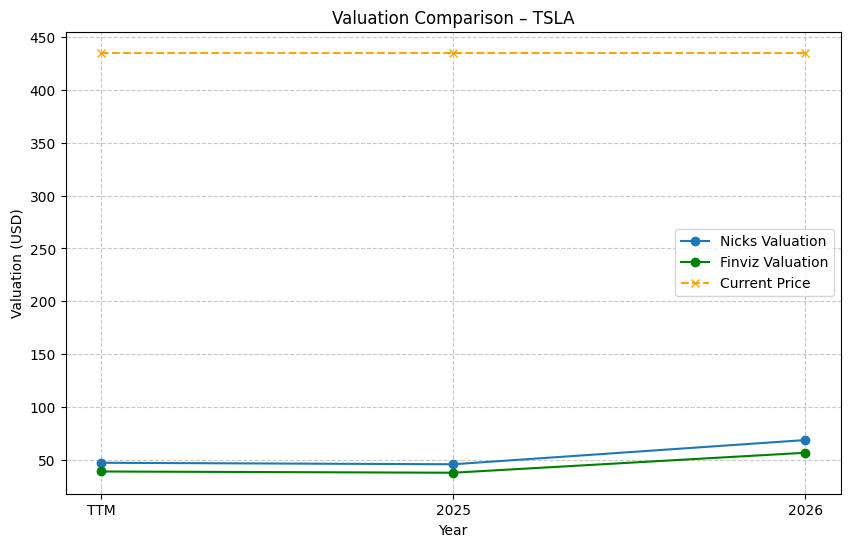 Valuation Comparison – TSLA
Valuation (USD)
450
400
350
300
250
200
150
100
50
Nicks Valuation
Finviz Valuation
Current Price
TTM
2025
2026
Year